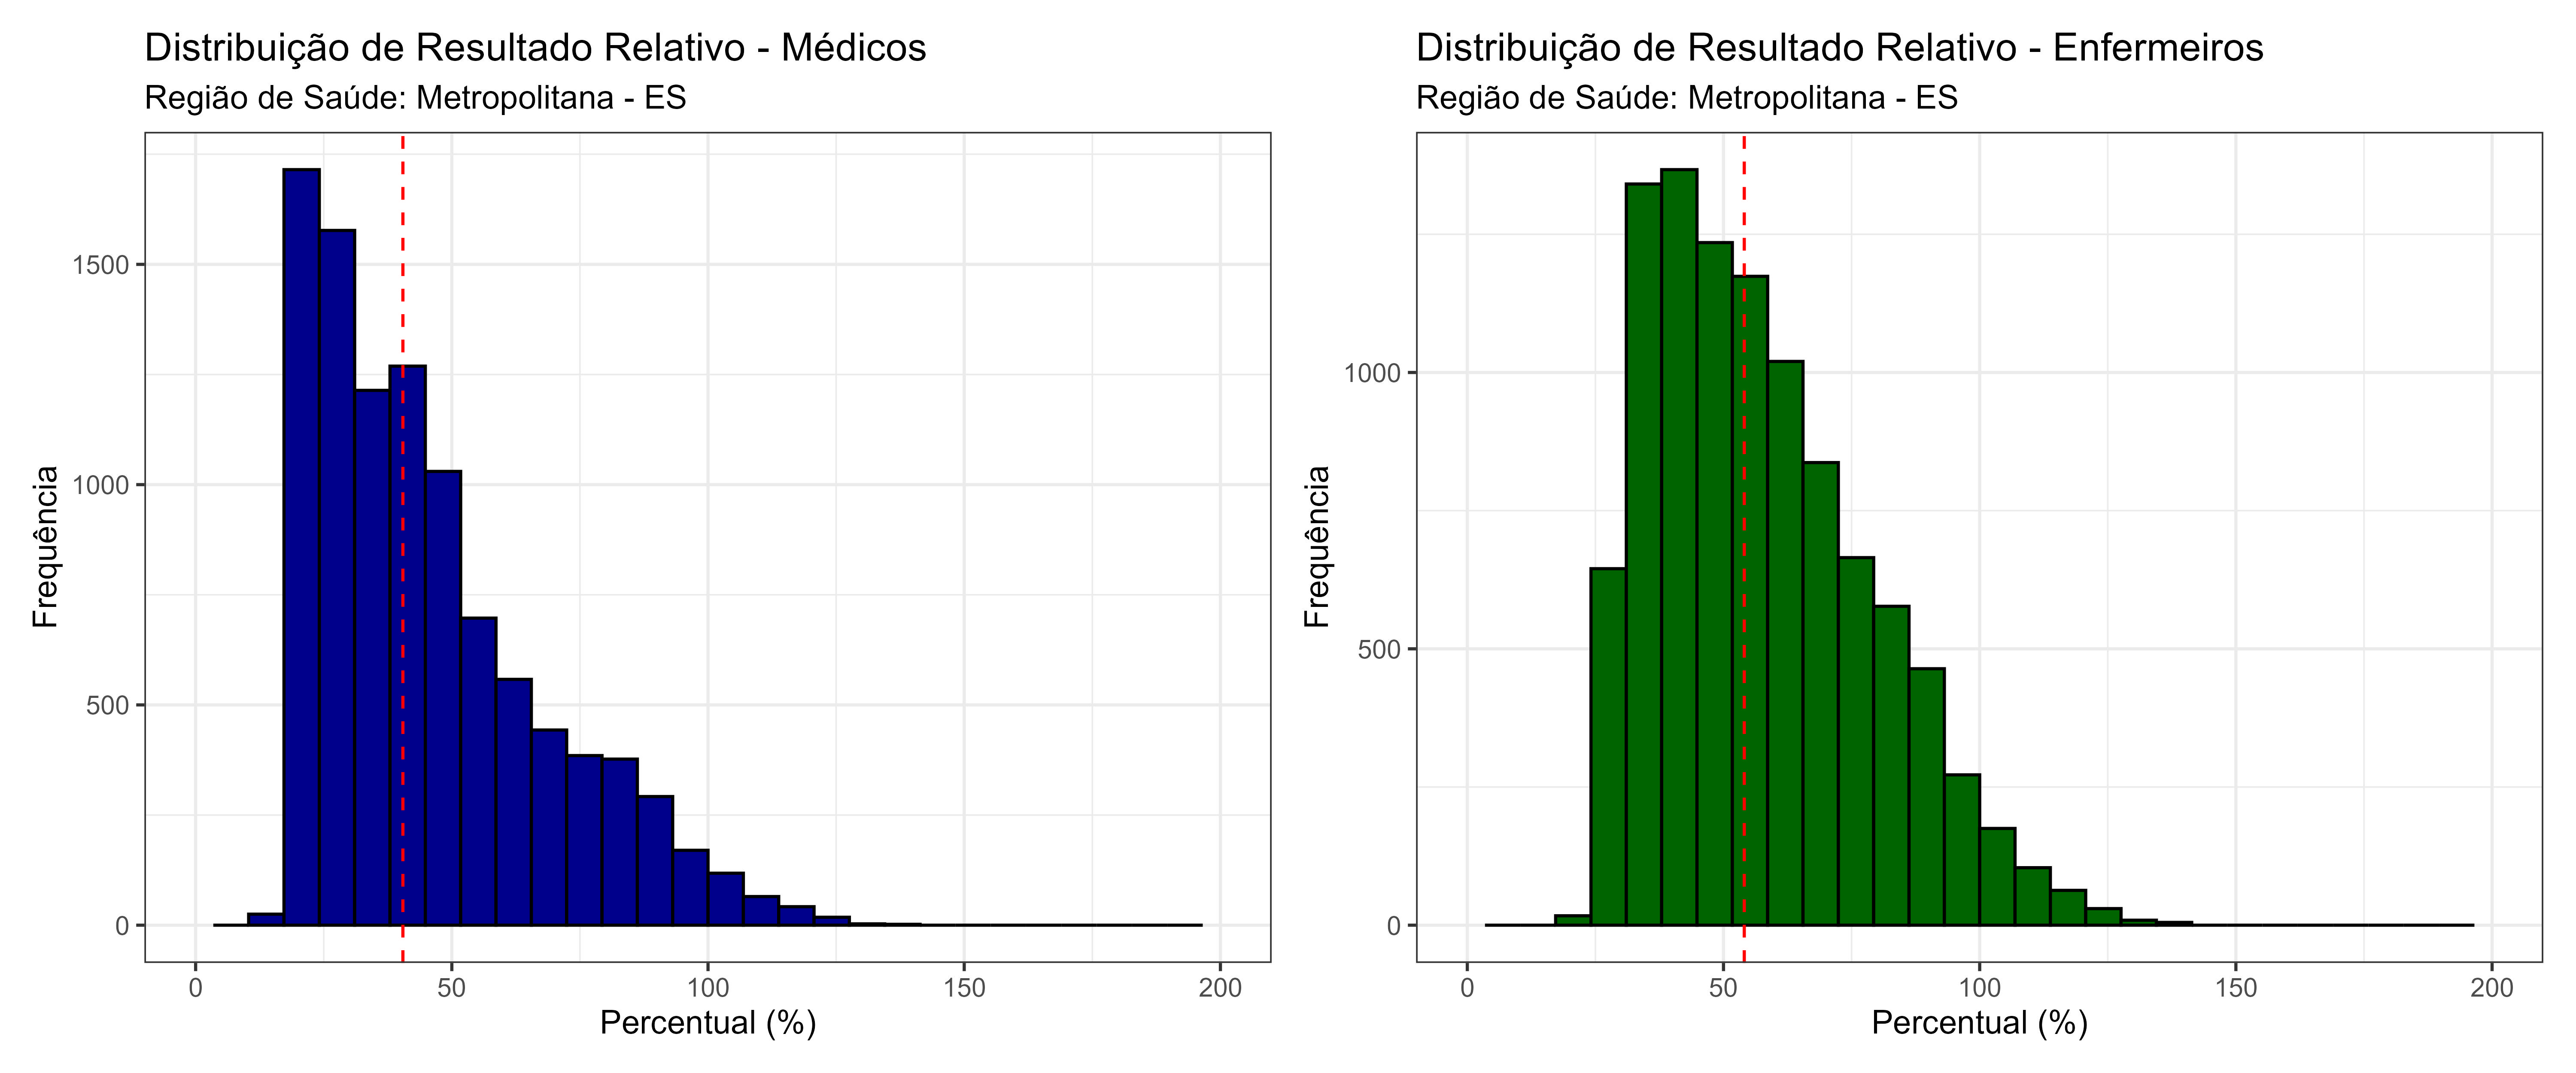 Distribuição de Resultado Relativo - Médicos
Região de Saúde: Metropolitana - ES
Frequência
1500
1000
500
0
0 50 100 150 200
Percentual (%)
Distribuição de Resultado Relativo - Enfermeiros
Região de Saúde: Metropolitana - ES
Frequência
1000
500
0
0 50 100 150 200
Percentual (%)